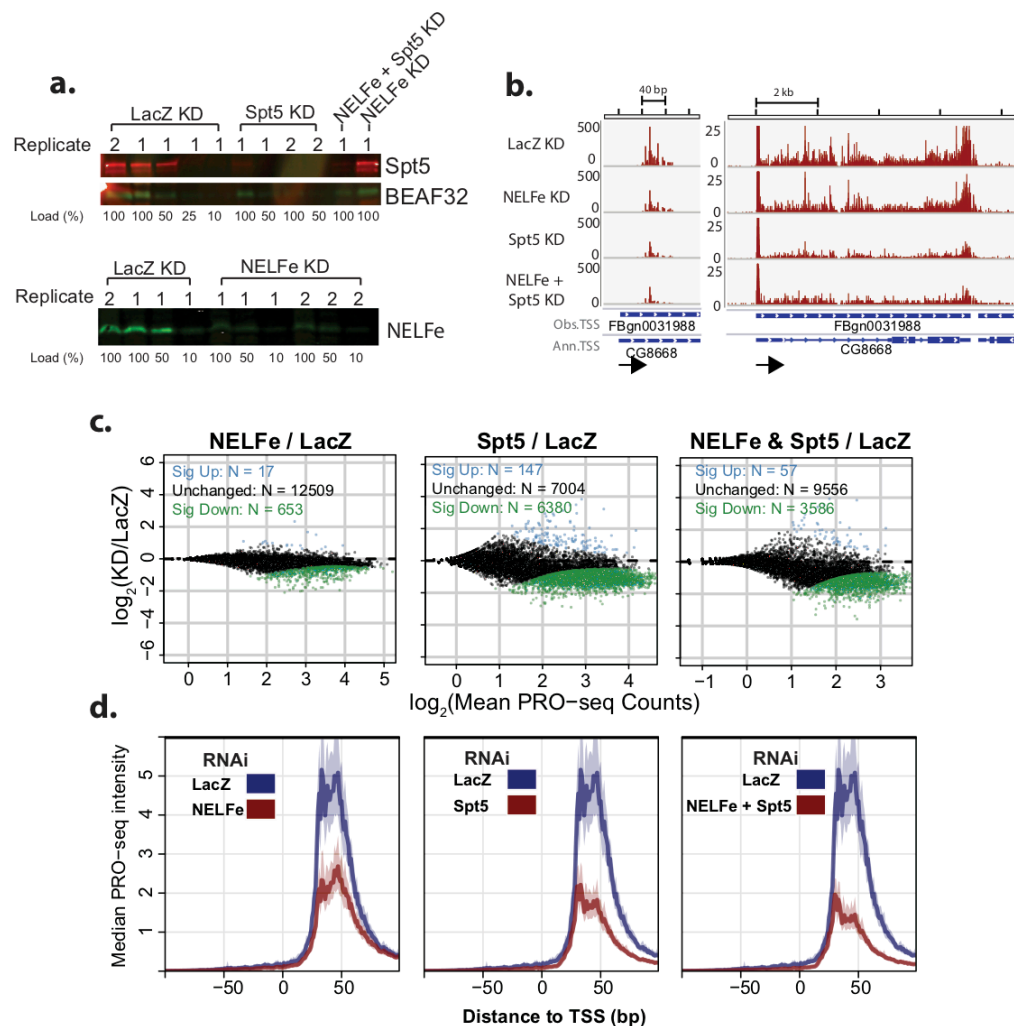 a.
LacZ KD
Spt5 KD
NELFe + Spt5 KD
NELFe KD
Replicate 2 1 1 1 1 1 1 2 2 1 1
Spt5
BEAF32
Load (%) 100 100 50 25 10 100 50 100 50 100 100
LacZ KD
NELFe KD
Replicate 2 1 1 1 1 1 1 2 2 2
NELFe
Load (%) 100 100 50 10 100 50 10 100 50 10
b.
40 bp
2 kb
LacZ KD
500
0
25
0
NELFe KD
500
0
25
0
Spt5 KD
500
0
25
0
NELFe +
Spt5 KD
500
0
25
0
Obs.TSS
FBgn0031988
FBgn0031988
Ann.TSS
CG8668
CG8668
c.
NELFe / LacZ
Spt5 / LacZ
NELFe & Spt5 / LacZ
Sig Up: N = 17
Unchanged: N = 12509
Sig Down: N = 653
Sig Up: N = 147
Unchanged: N = 7004
Sig Down: N = 6380
Sig Up: N = 57
Unchanged: N = 9556
Sig Down: N = 3586
log2(KD/LacZ)
6
4
2
0
−2
−4
−6
0 1 2 3 4 5
0 1 2 3 4
−1 0 1 2 3
log2(Mean PRO−seq Counts)
d.
Median PRO−seq intensity
5
4
3
2
1
RNAi
LacZ
NELFe
RNAi
LacZ
Spt5
RNAi
LacZ
NELFe + Spt5
−50 0 50
−50 0 50
−50 0 50
Distance to TSS (bp)